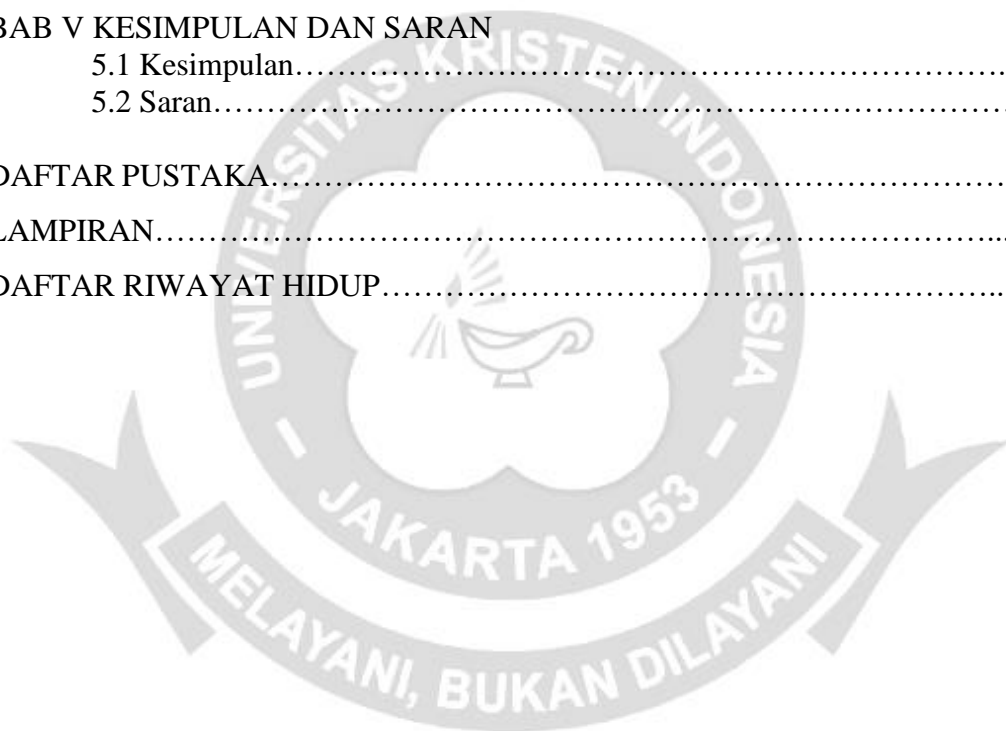 BAB V KESIMPULAN DAN SARAN
5.1 Kesimpulan……………………………………………………………….
5.2 Saran…………………………………………………………………….
DAFTAR PUSTAKA……………………………………………………………….
LAMPIRAN………………………………………………………………………...
DAFTAR RIWAYAT HIDUP……………………………………………………..
UNIVERSITAS KRISTEN INDONESIA
– JAKARTA 1953 –
MELAYANI, BUKAN DILAYANI